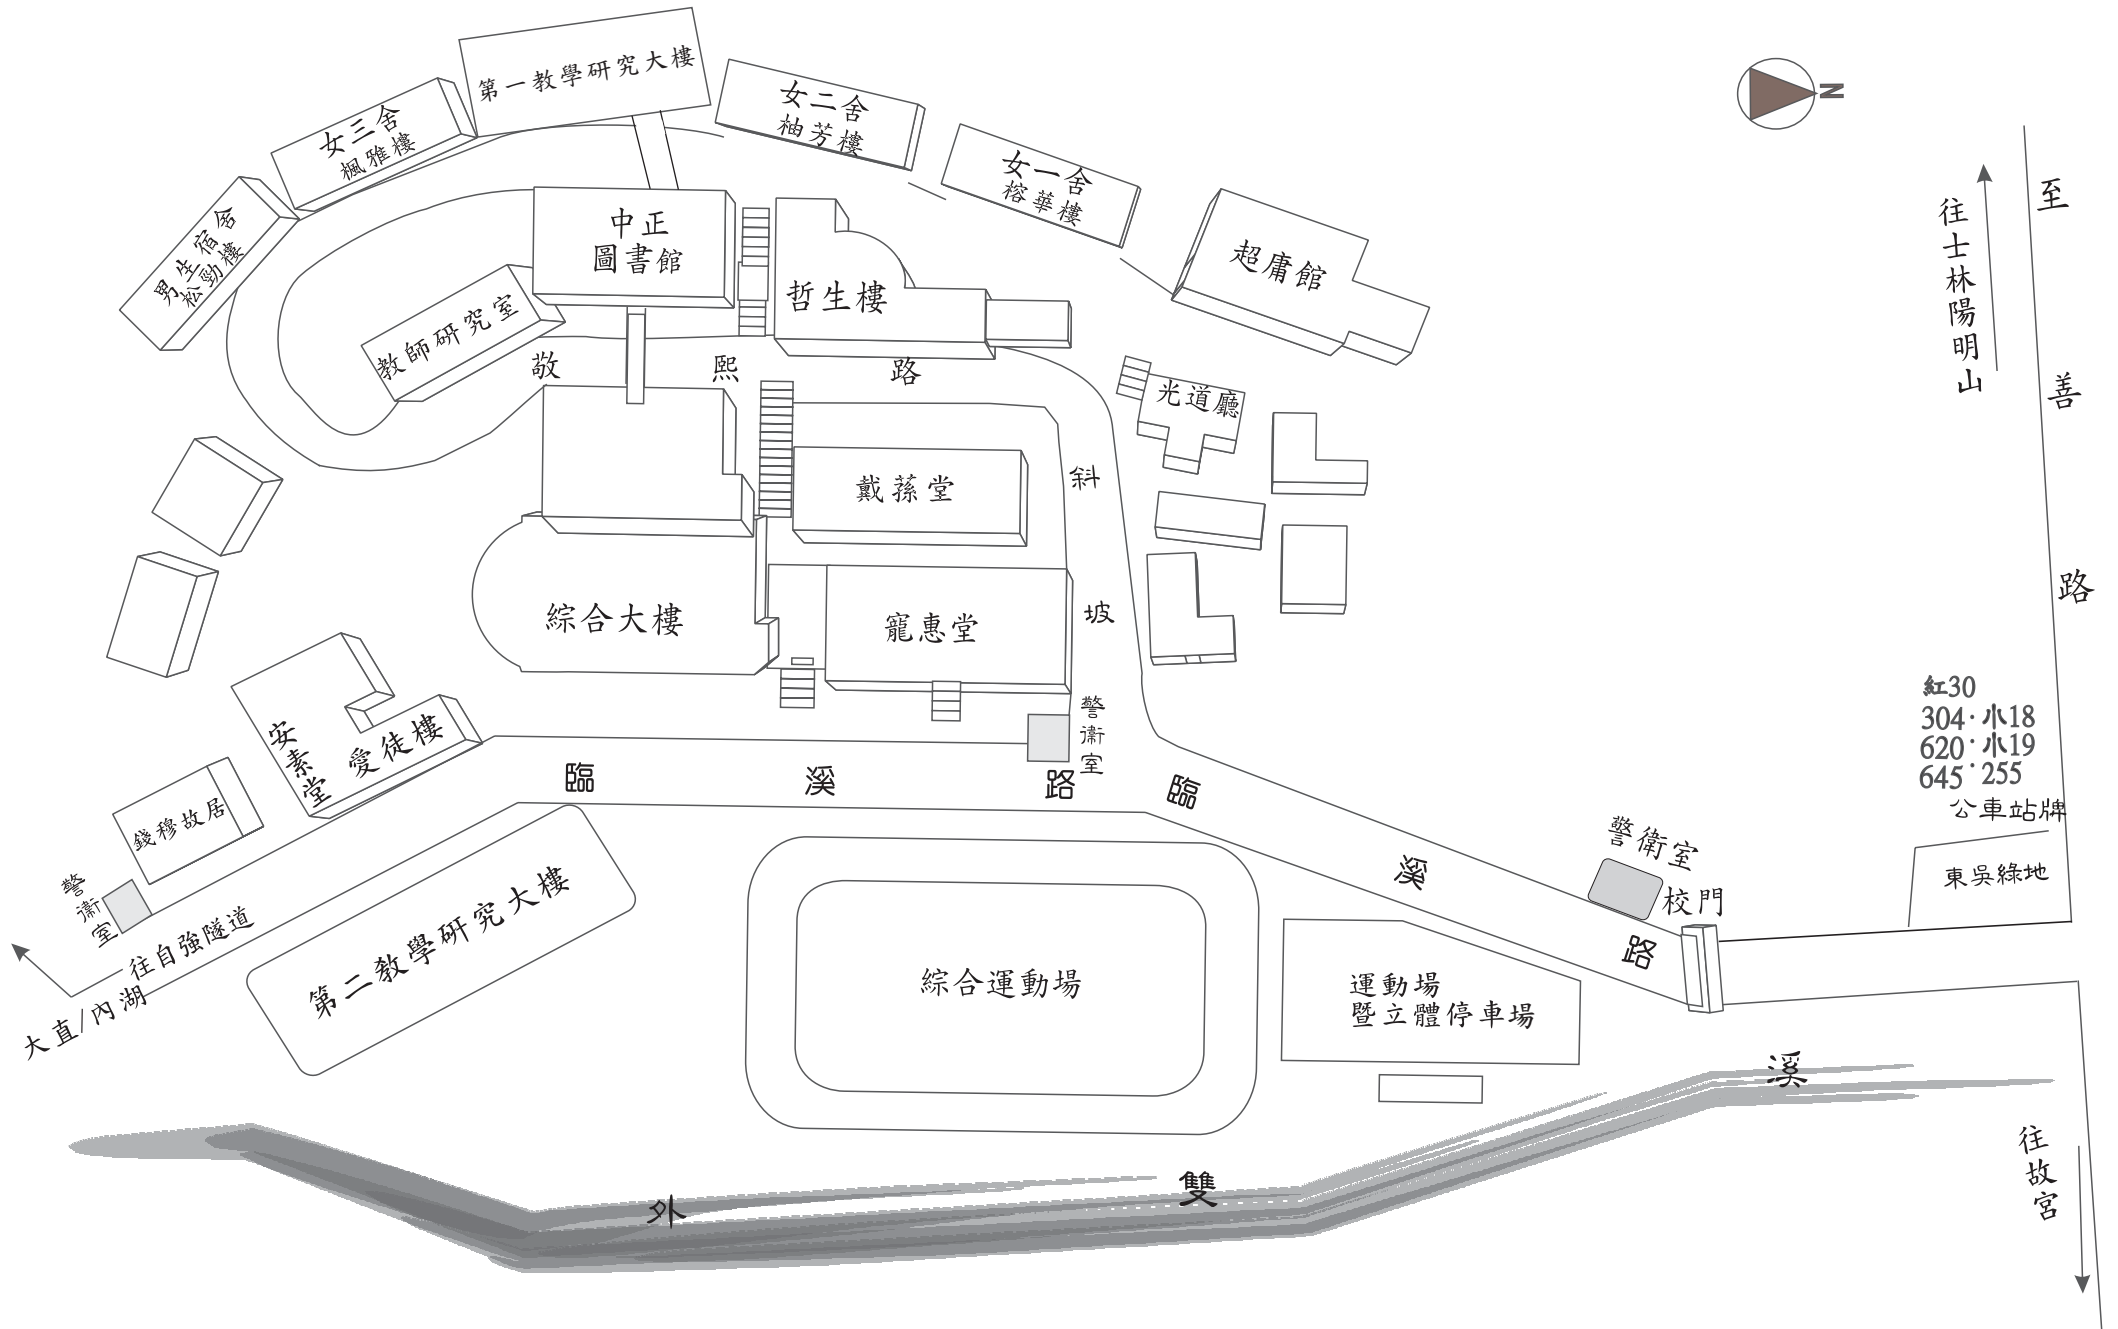 第一教學研究大樓
女二舍
柚芳樓
女三舍
楓雅樓
女一舍
榕華樓
N
男生宿舍
松勁樓
中正
圖書館
哲生樓
超庸館
往士林陽明山
至善路
教師研究室
敬熙路
光道廳
戴蓀堂
斜坡
綜合大樓
寵惠堂
警衛室
安素堂
愛徒樓
紅30
304·小18
620·小19
645·255
公車站牌
東吳綠地
錢穆故居
警衛室
臨溪路
臨溪路
警衛室
校門
往自強隧道
大直/內湖
第二教學研究大樓
綜合運動場
運動場
暨立體停車場
外雙溪
往故宮